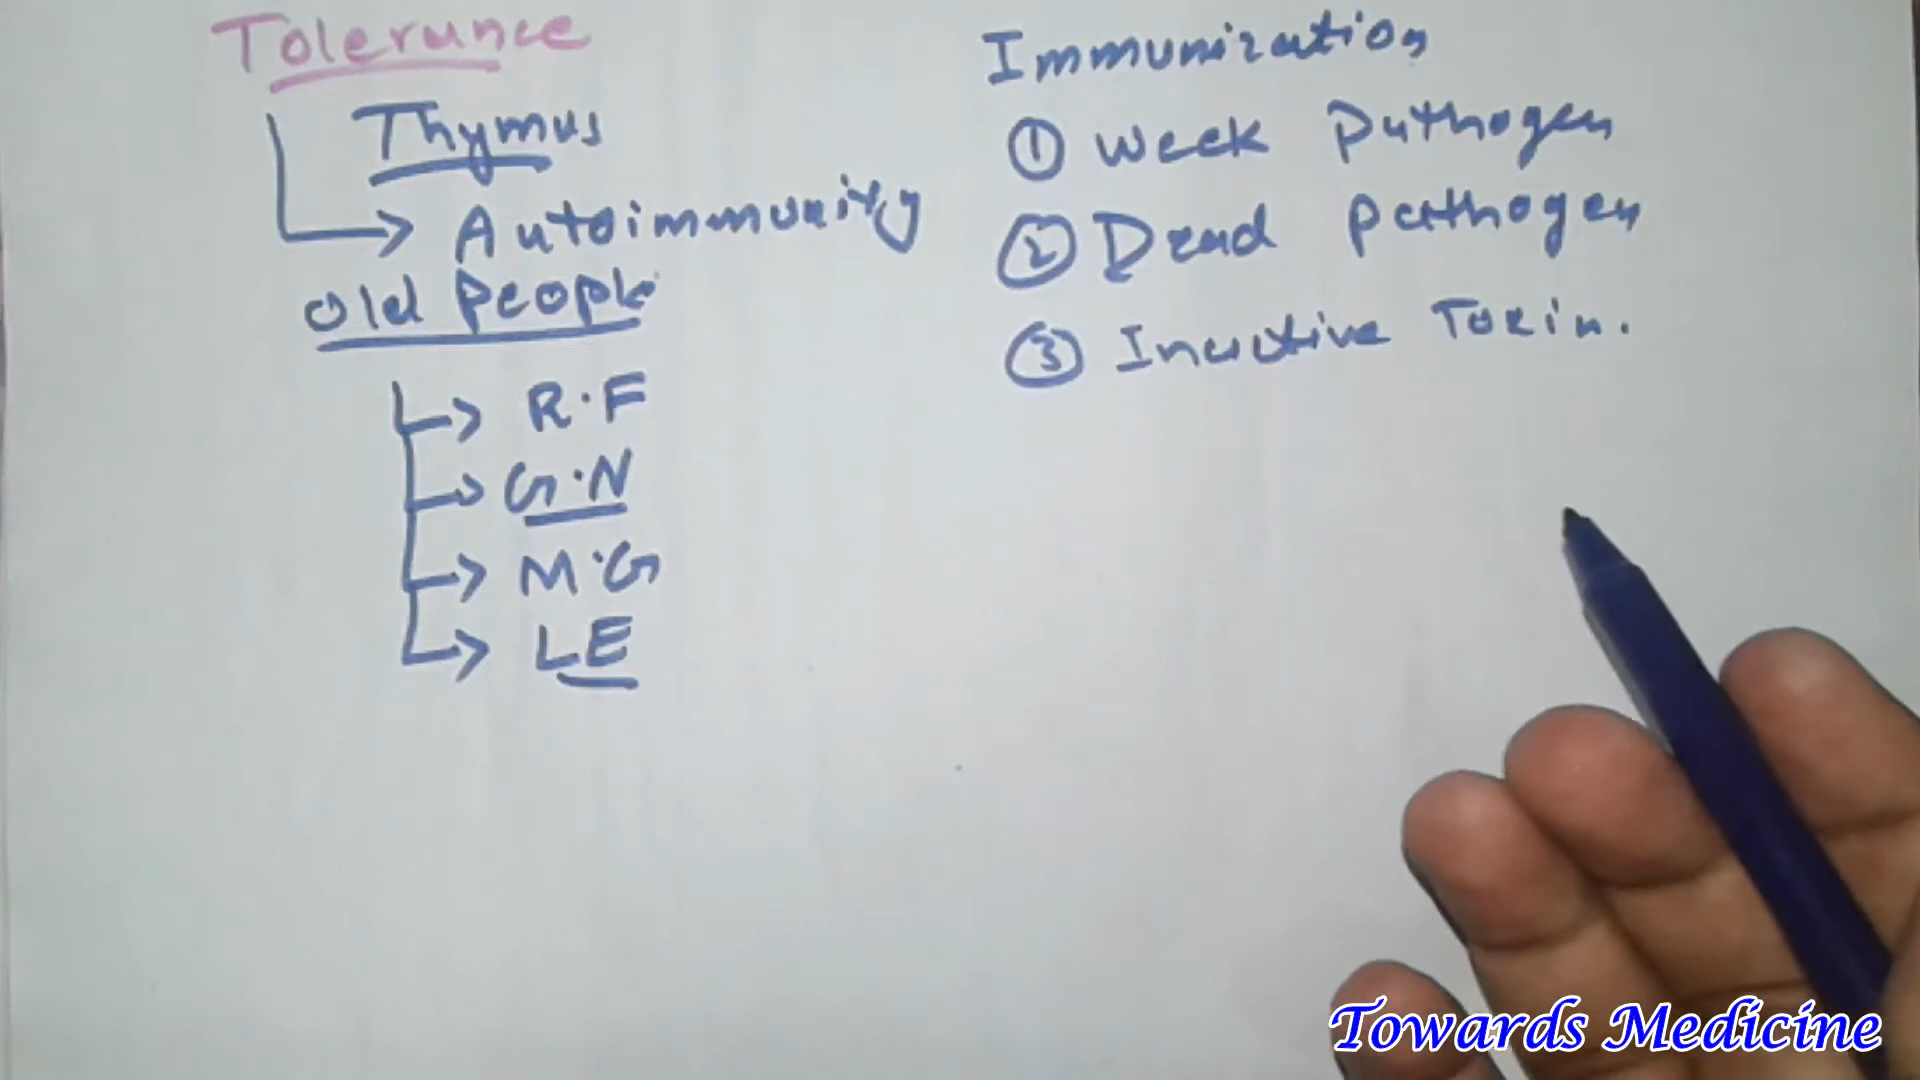 Tolerance
Thymus
Autoimmunity
old people
R.F
G.N
M.G
LE
Immunization
① week pathogen
② Dead pathogen
③ Inactive Toxin.
Towards Medicine